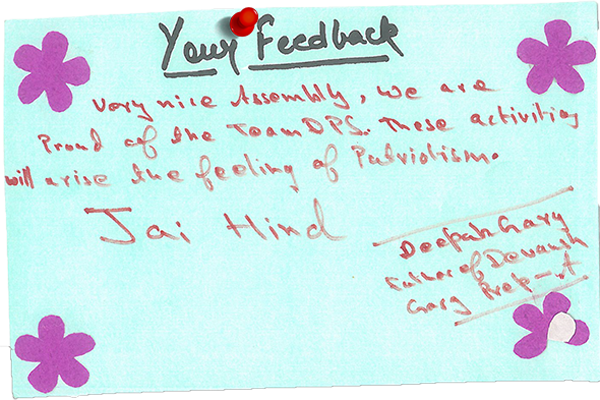 Your Feedback
Very nice Assembly, we are
Proud of the Team DPS. These activities
will arise the feeling of Patriotism.
Jai Hind
Deepak Garg
Father of Devansh
Garg Prep-A